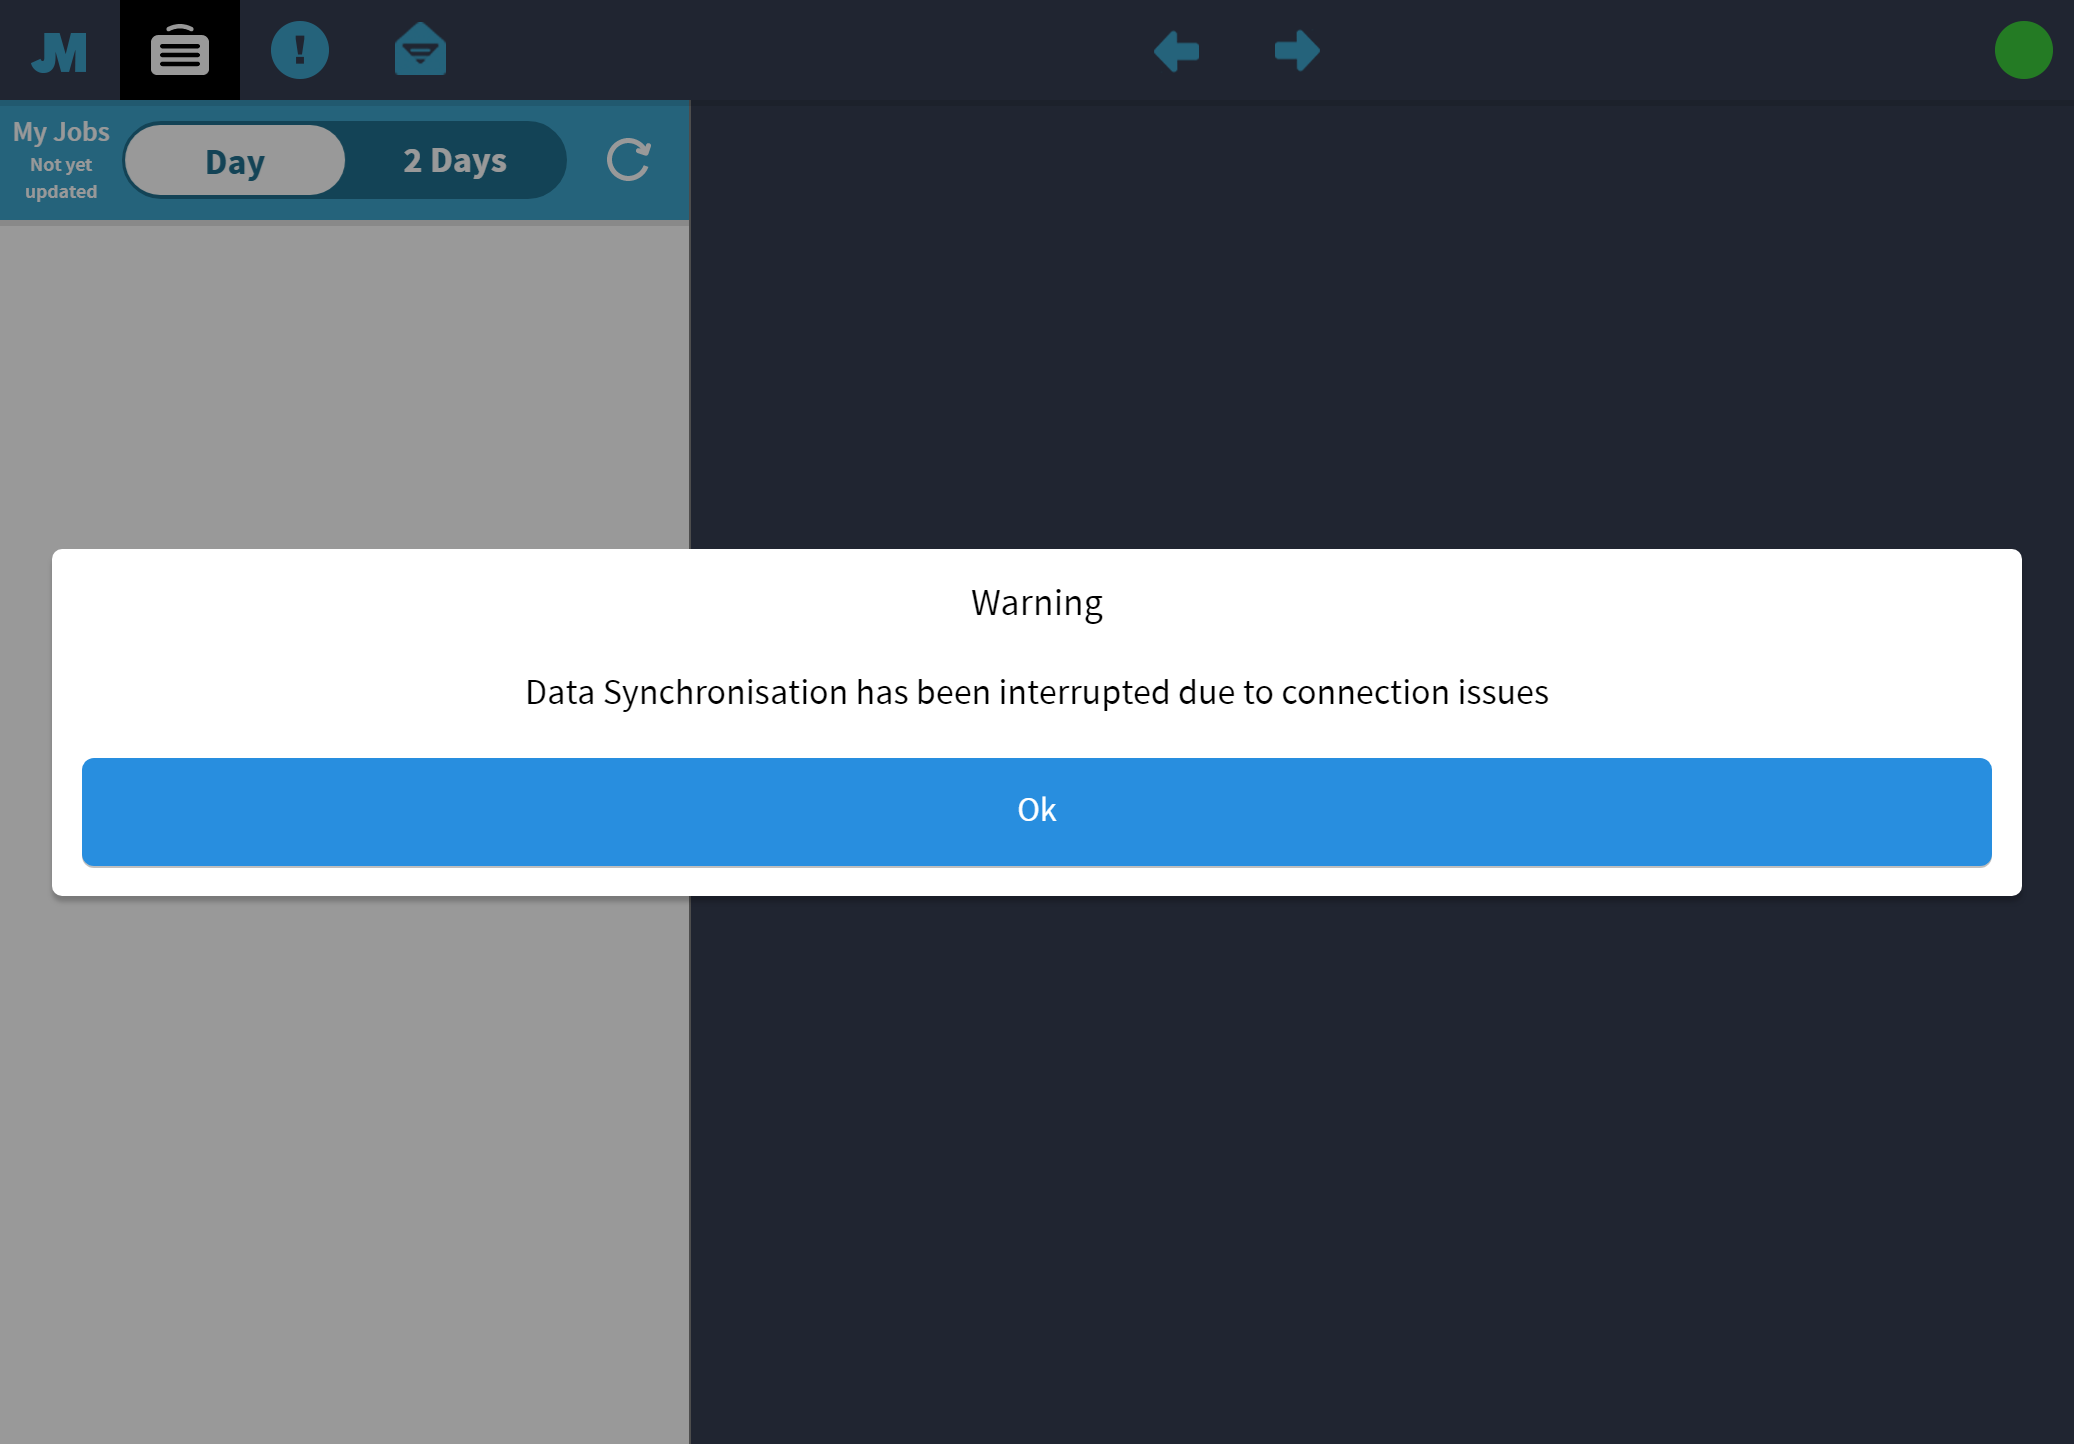 JM
My Jobs
Not yet
updated
Day
2 Days
Warning
Data Synchronisation has been interrupted due to connection issues
Ok